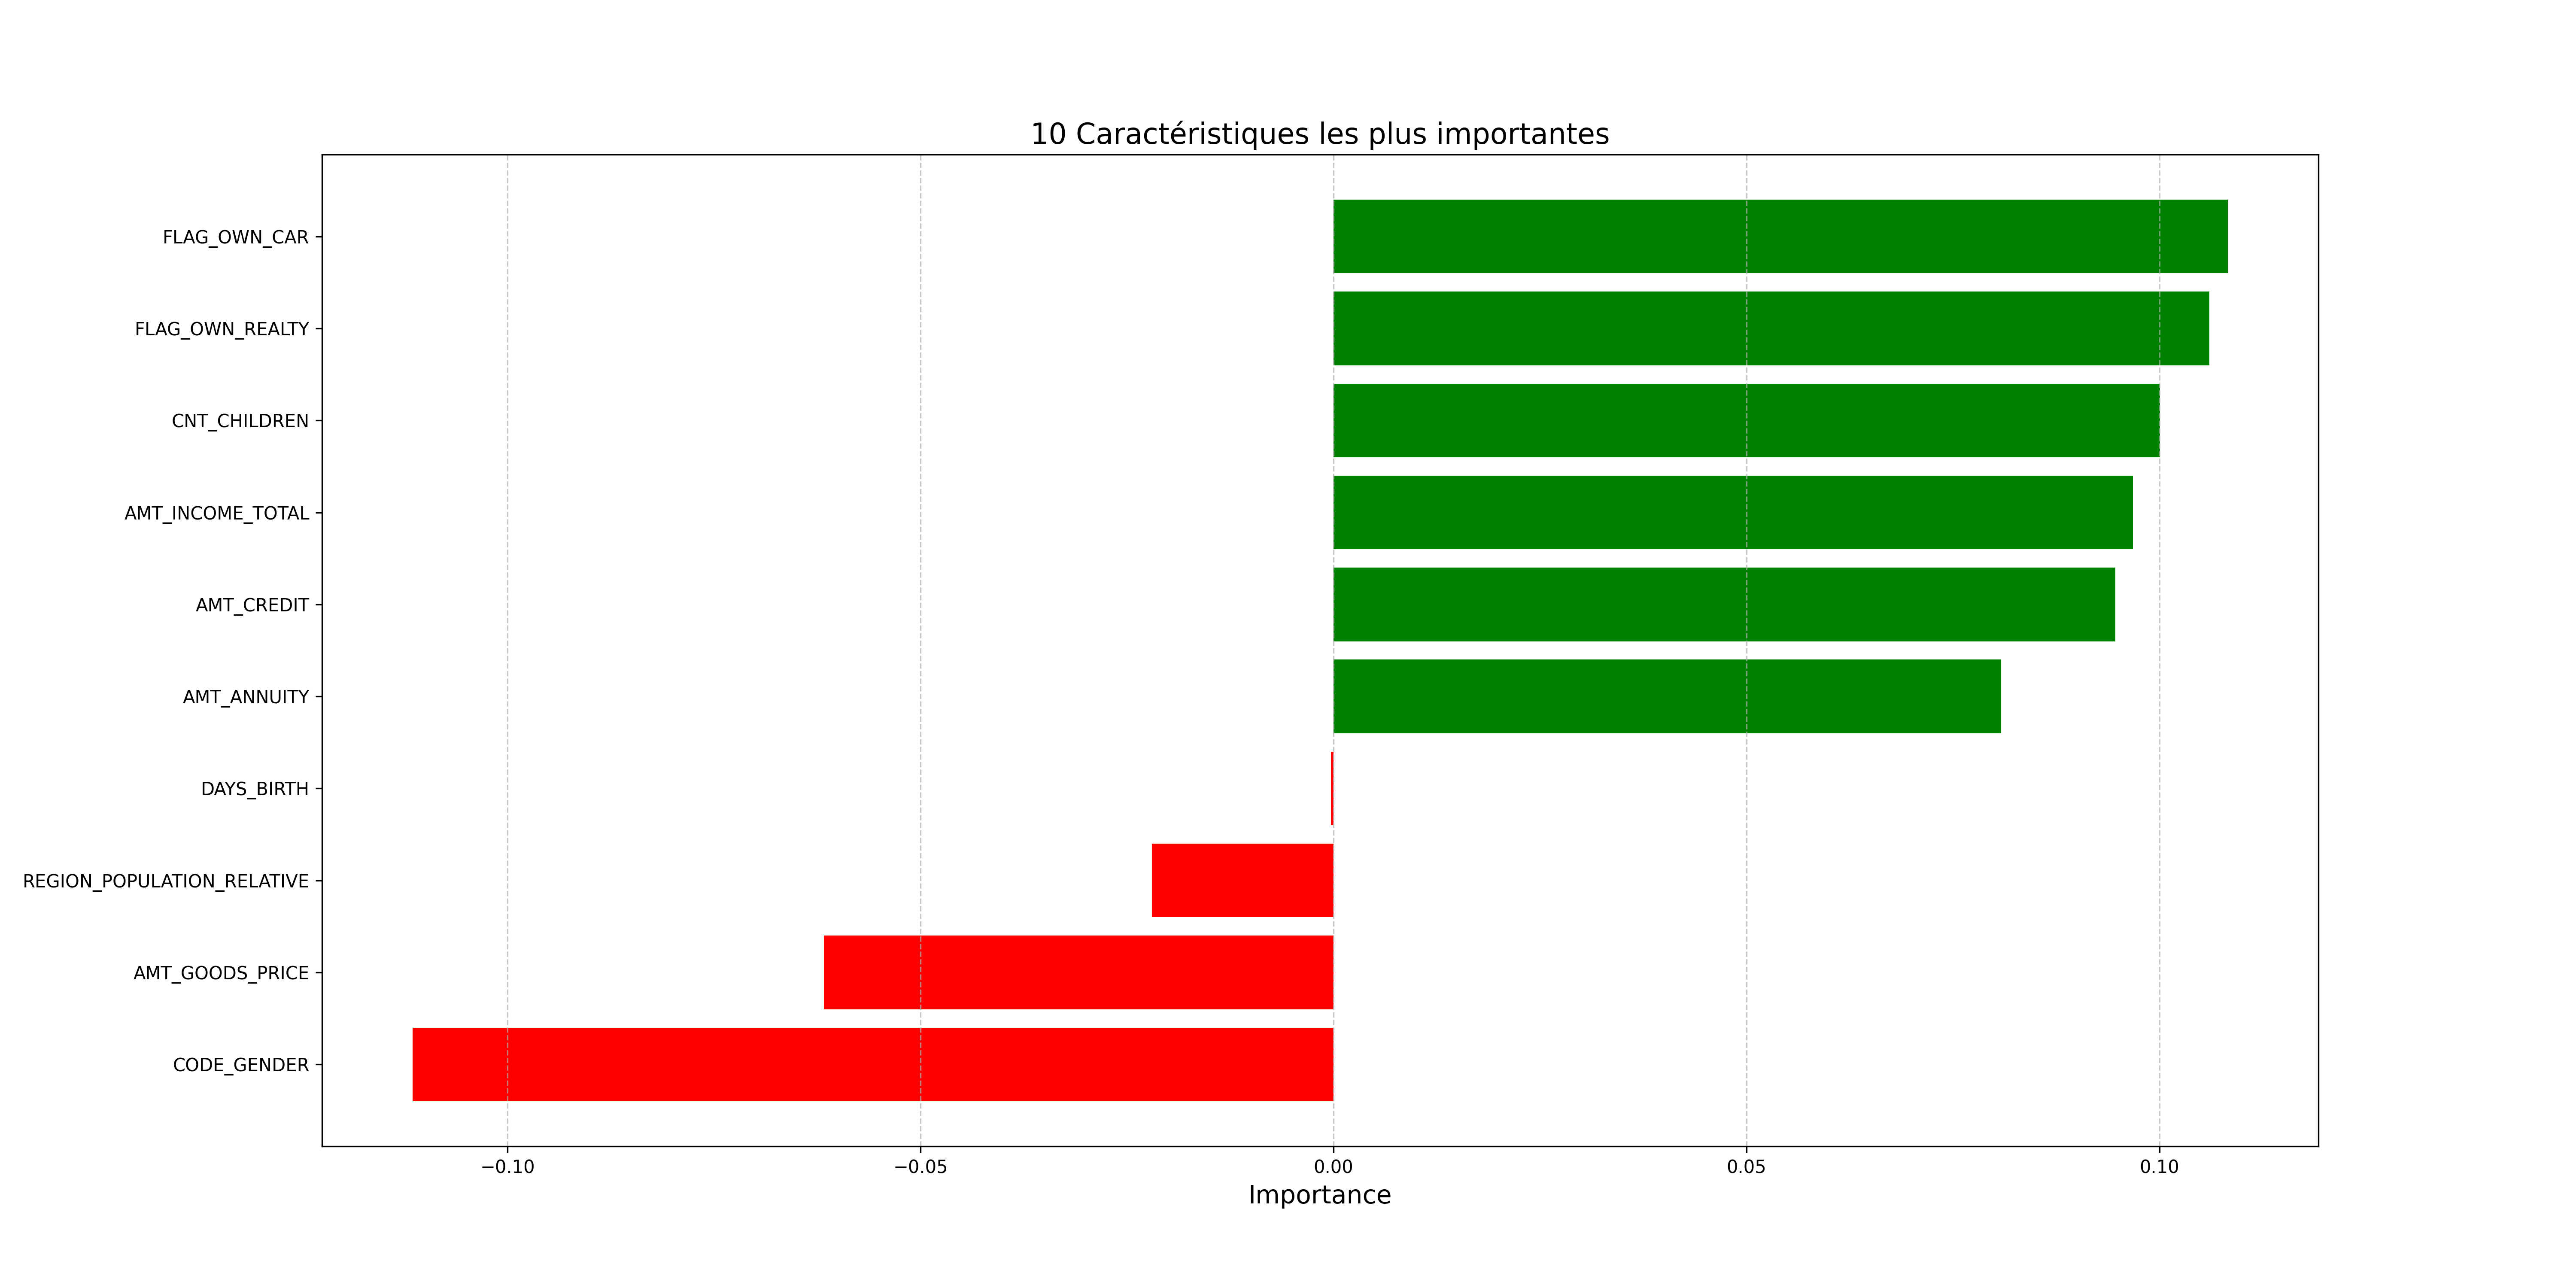 10 Caractéristiques les plus importantes
FLAG_OWN_CAR
FLAG_OWN_REALTY
CNT_CHILDREN
AMT_INCOME_TOTAL
AMT_CREDIT
AMT_ANNUITY
DAYS_BIRTH
REGION_POPULATION_RELATIVE
AMT_GOODS_PRICE
CODE_GENDER
−0.10 −0.05 0.00 0.05 0.10
Importance